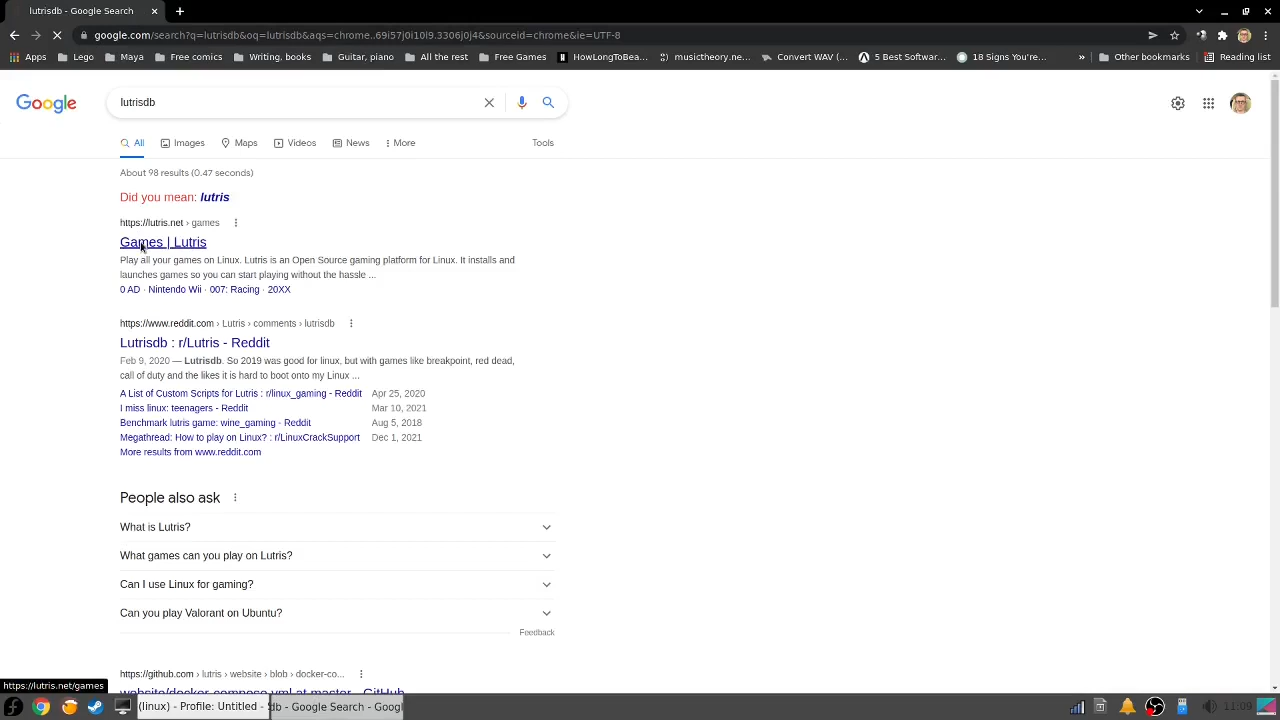 lutrisdb - Google Search
google.com/search?q=lutrisdb&oq=lutrisdb&aqs=chrome..69i57j0i10l9.3306j0j4&sourceid=chrome&ie=UTF-8
Apps Lego Maya Free comics Writing, books Guitar, piano All the rest Free Games HowLongToBea... musictheory.ne... Convert WAV (... 5 Best Software... 18 Signs You're... » Other bookmarks Reading list
Google
lutrisdb
All Images Maps Videos News More Tools
About 98 results (0.47 seconds)
Did you mean: lutris
https://lutris.net › games
Games | Lutris
Play all your games on Linux. Lutris is an Open Source gaming platform for Linux. It installs and
launches games so you can start playing without the hassle ...
0 AD · Nintendo Wii · 007: Racing · 20XX
https://www.reddit.com › Lutris › comments › lutrisdb
Lutrisdb : r/Lutris - Reddit
Feb 9, 2020 — Lutrisdb. So 2019 was good for linux, but with games like breakpoint, red dead,
call of duty and the likes it is hard to boot onto my Linux ...
A List of Custom Scripts for Lutris : r/linux_gaming - Reddit Apr 25, 2020
I miss linux: teenagers - Reddit Mar 10, 2021
Benchmark lutris game: wine_gaming - Reddit Aug 5, 2018
Megathread: How to play on Linux? : r/LinuxCrackSupport Dec 1, 2021
More results from www.reddit.com
People also ask
What is Lutris?
What games can you play on Lutris?
Can I use Linux for gaming?
Can you play Valorant on Ubuntu?
Feedback
https://github.com › lutris › website › blob › docker-co...
website/docker-compose.yml at master - GitHub
https://lutris.net/games
(linux) - Profile: Untitled - db - Google Search - Googl
11:09